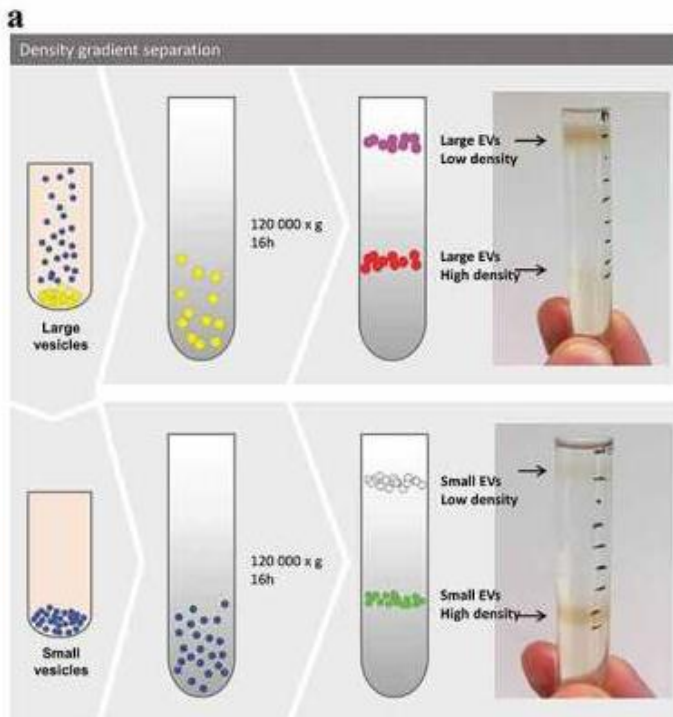 a
Density gradient separation
Large
vesicles
120 000 x g
16h
Large EVs
Low density
Large EVs
High density
Small
vesicles
120 000 x g
16h
Small EVs
Low density
Small EVs
High density